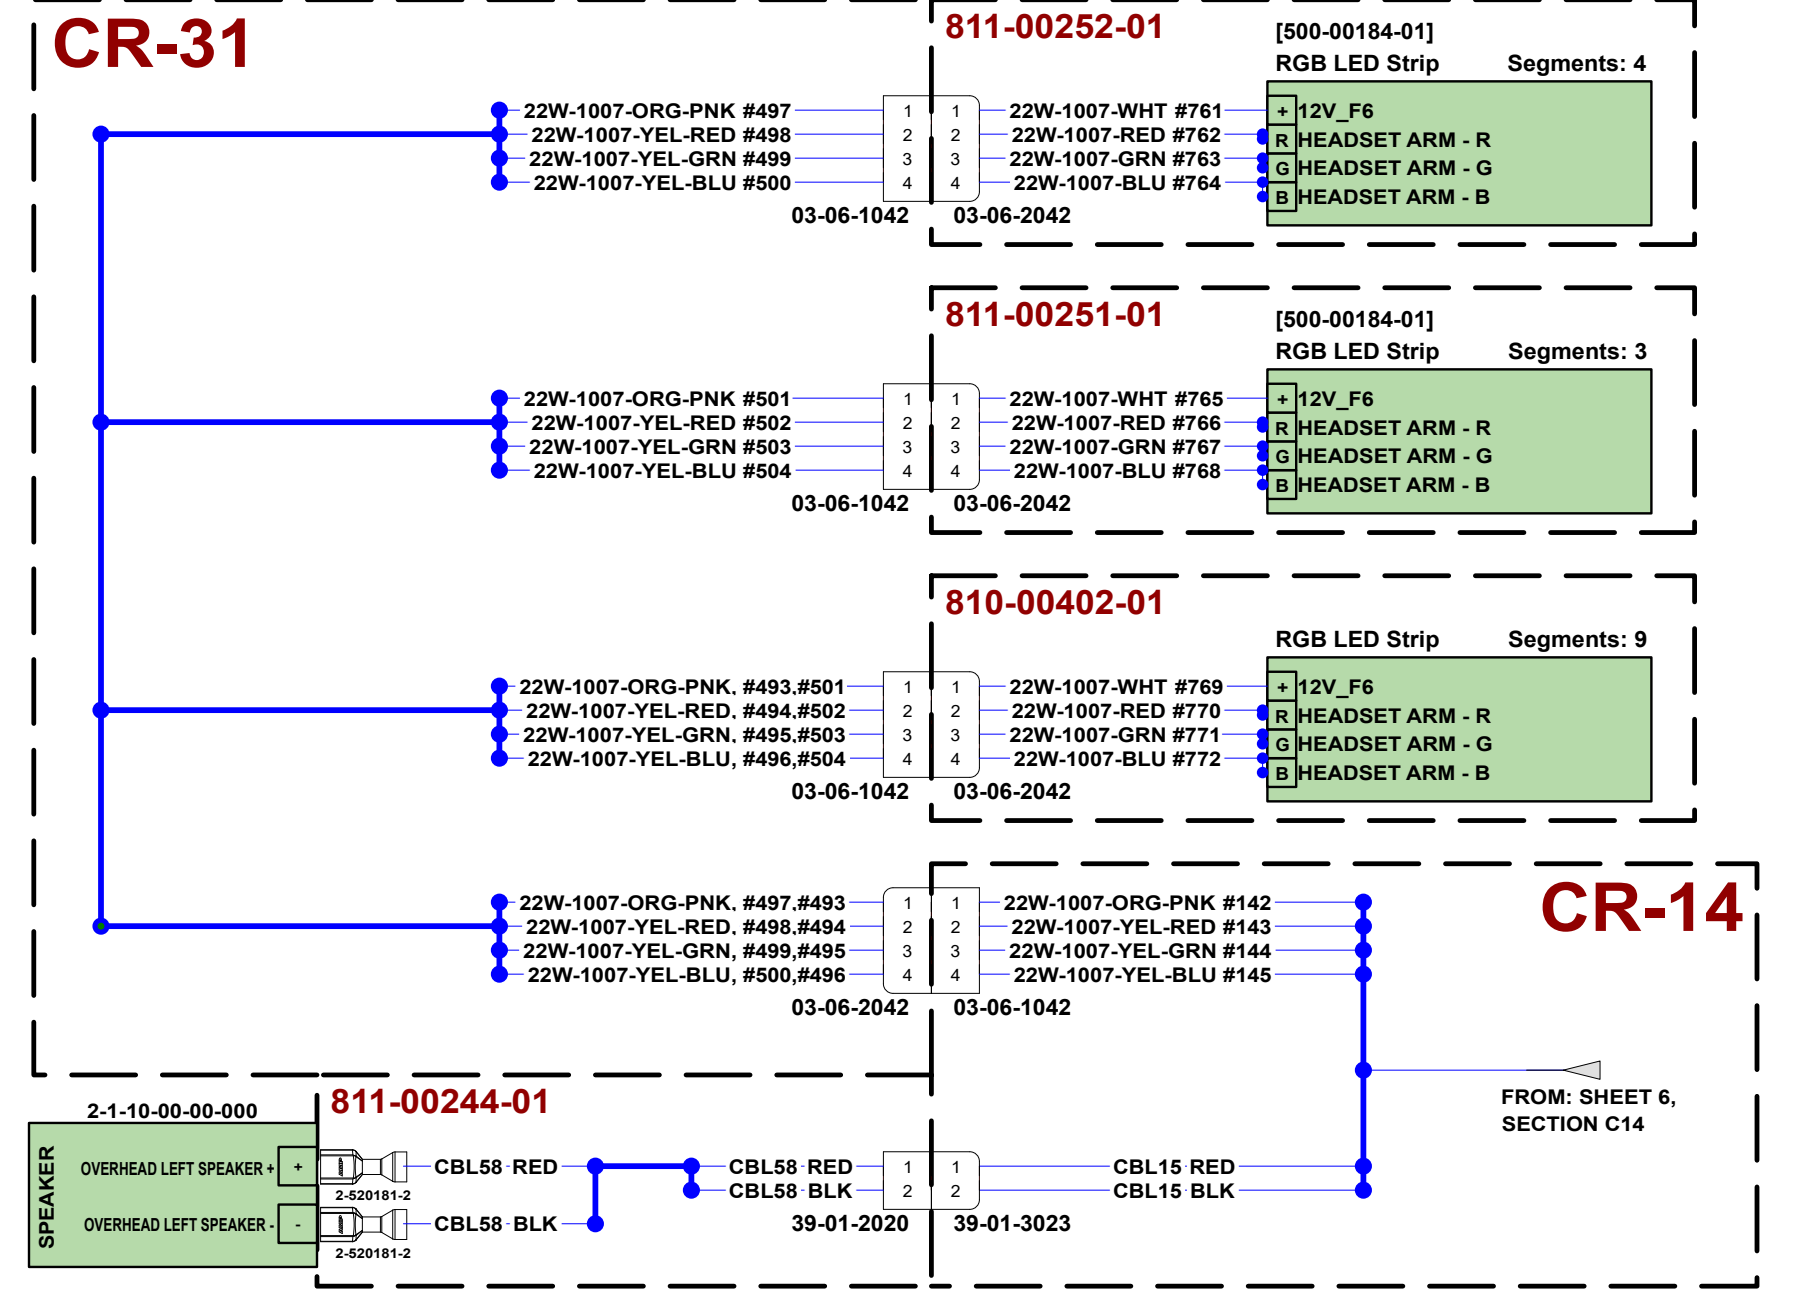 CR-31
811-00252-01
[500-00184-01]
RGB LED Strip Segments: 4
22W-1007-ORG-PNK #497 1 1 22W-1007-WHT #761 + 12V_F6
22W-1007-YEL-RED #498 2 2 22W-1007-RED #762 R HEADSET ARM - R
22W-1007-YEL-GRN #499 3 3 22W-1007-GRN #763 G HEADSET ARM - G
22W-1007-YEL-BLU #500 4 4 22W-1007-BLU #764 B HEADSET ARM - B
03-06-1042 03-06-2042
811-00251-01
[500-00184-01]
RGB LED Strip Segments: 3
22W-1007-ORG-PNK #501 1 1 22W-1007-WHT #765 + 12V_F6
22W-1007-YEL-RED #502 2 2 22W-1007-RED #766 R HEADSET ARM - R
22W-1007-YEL-GRN #503 3 3 22W-1007-GRN #767 G HEADSET ARM - G
22W-1007-YEL-BLU #504 4 4 22W-1007-BLU #768 B HEADSET ARM - B
03-06-1042 03-06-2042
810-00402-01
RGB LED Strip Segments: 9
22W-1007-ORG-PNK, #493,#501 1 1 22W-1007-WHT #769 + 12V_F6
22W-1007-YEL-RED, #494,#502 2 2 22W-1007-RED #770 R HEADSET ARM - R
22W-1007-YEL-GRN, #495,#503 3 3 22W-1007-GRN #771 G HEADSET ARM - G
22W-1007-YEL-BLU, #496,#504 4 4 22W-1007-BLU #772 B HEADSET ARM - B
03-06-1042 03-06-2042
CR-14
22W-1007-ORG-PNK, #497,#493 1 1 22W-1007-ORG-PNK #142
22W-1007-YEL-RED, #498,#494 2 2 22W-1007-YEL-RED #143
22W-1007-YEL-GRN, #499,#495 3 3 22W-1007-YEL-GRN #144
22W-1007-YEL-BLU, #500,#496 4 4 22W-1007-YEL-BLU #145
03-06-2042 03-06-1042
FROM: SHEET 6,
SECTION C14
811-00244-01
2-1-10-00-00-000
SPEAKER
OVERHEAD LEFT SPEAKER + + CBL58 RED CBL58 RED 1 1 CBL15 RED
2-520181-2 CBL58 BLK 2 2 CBL15 BLK
OVERHEAD LEFT SPEAKER - - CBL58 BLK 39-01-2020 39-01-3023
2-520181-2